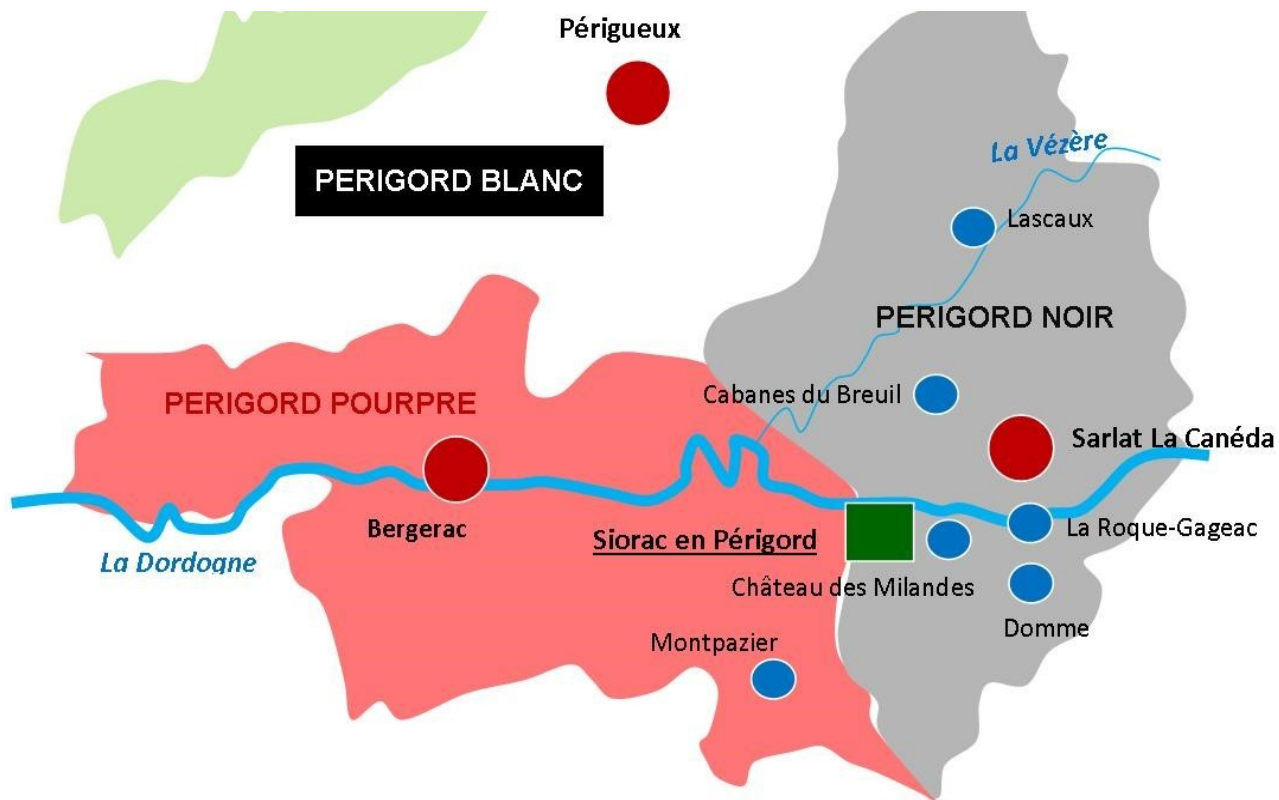 Périgueux
PERIGORD BLANC
La Vézère
Lascaux
PERIGORD NOIR
Cabanes du Breuil
PERIGORD POURPRE
Sarlat La Canéda
Bergerac
Siorac en Périgord
La Roque-Gageac
La Dordogne
Château des Milandes
Domme
Montpazier